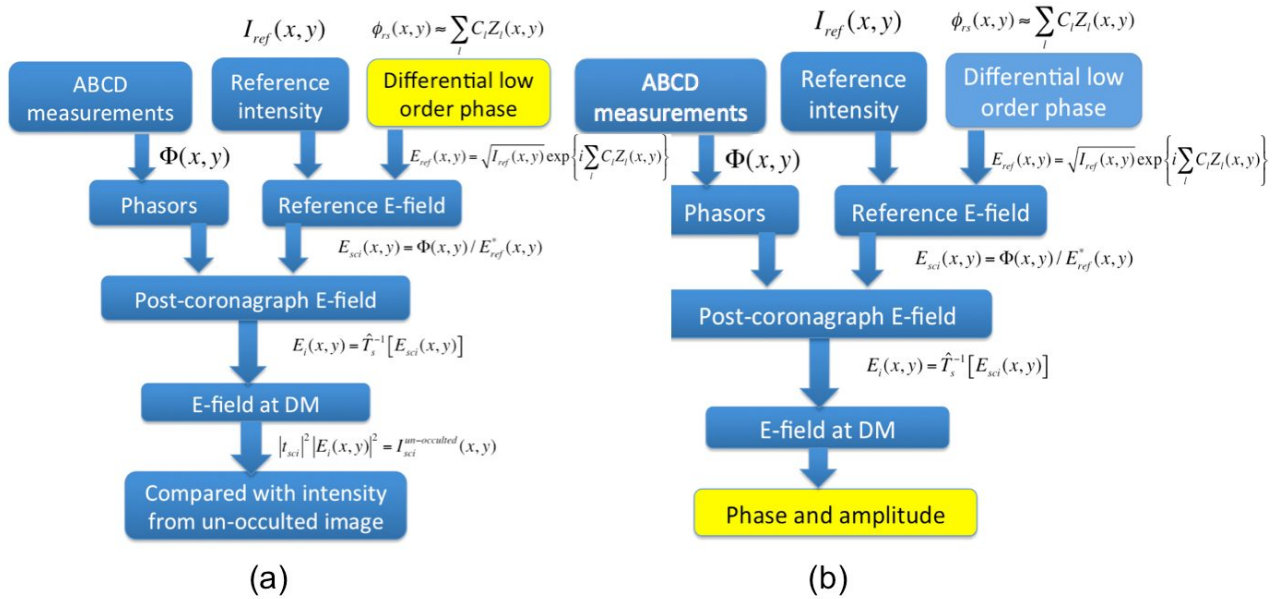 I_ref(x, y)
ϕ_rs(x, y) ≈ ∑_l C_l Z_l(x, y)
ABCD
measurements
Reference
intensity
Differential low
order phase
Φ(x, y)
E_ref(x, y) = √I_ref(x, y) exp{i∑_l C_l Z_l(x, y)}
Phasors
Reference E-field
E_sci(x, y) = Φ(x, y) / E*_ref(x, y)
Post-coronagraph E-field
E_i(x, y) = T̂_s^-1[E_sci(x, y)]
E-field at DM
|t_sci|^2 |E_i(x, y)|^2 = I_sci^un-occulted(x, y)
Compared with intensity
from un-occulted image
(a)
I_ref(x, y)
ϕ_rs(x, y) ≈ ∑_l C_l Z_l(x, y)
ABCD
measurements
Reference
intensity
Differential low
order phase
Φ(x, y)
E_ref(x, y) = √I_ref(x, y) exp{i∑_l C_l Z_l(x, y)}
Phasors
Reference E-field
E_sci(x, y) = Φ(x, y) / E*_ref(x, y)
Post-coronagraph E-field
E_i(x, y) = T̂_s^-1[E_sci(x, y)]
E-field at DM
Phase and amplitude
(b)